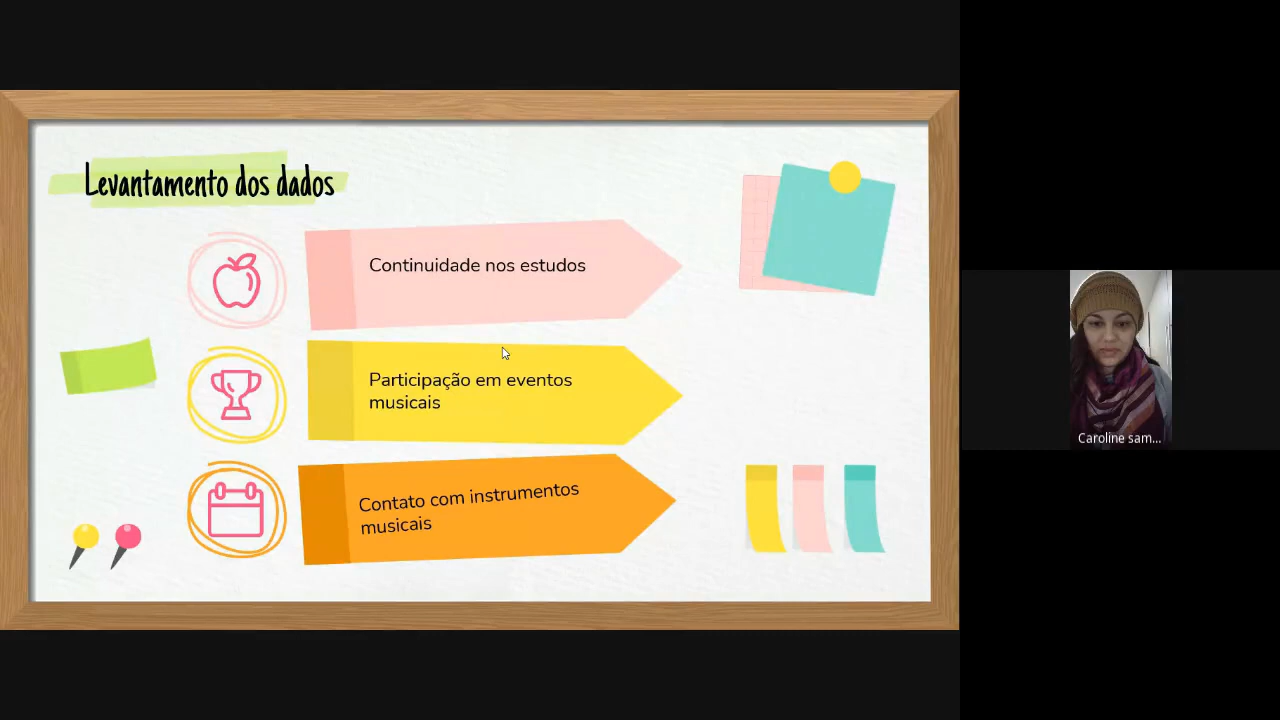 Levantamento dos dados
Continuidade nos estudos
Participação em eventos
musicais
Contato com instrumentos
musicais
Caroline sam...